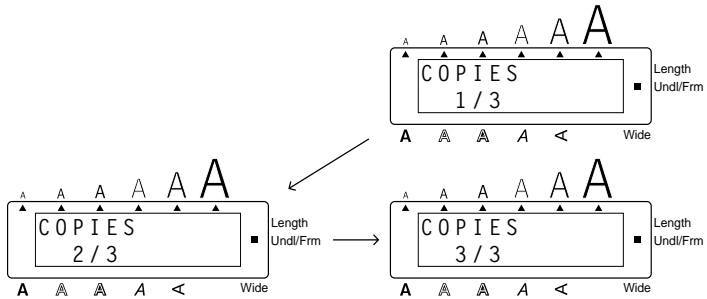 A A A A A A
COPIES
1/3
Length
Undl/Frm
A A A A A
Wide
A A A A A A
COPIES
2/3
Length
Undl/Frm
A A A A A
Wide
A A A A A A
COPIES
3/3
Length
Undl/Frm
A A A A A
Wide